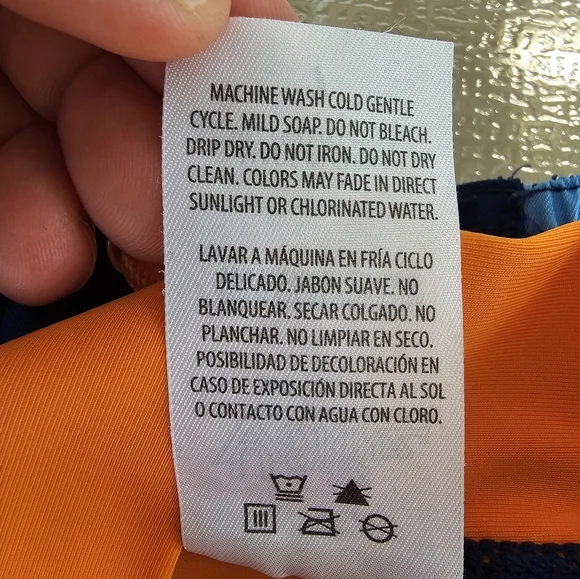 MACHINE WASH COLD GENTLE
CYCLE. MILD SOAP. DO NOT BLEACH.
DRIP DRY. DO NOT IRON. DO NOT DRY
CLEAN. COLORS MAY FADE IN DIRECT
SUNLIGHT OR CHLORINATED WATER.
LAVAR A MÁQUINA EN FRÍA CICLO
DELICADO. JABON SUAVE. NO
BLANQUEAR. SECAR COLGADO. NO
PLANCHAR. NO LIMPIAR EN SECO.
POSIBILIDAD DE DECOLORACIÓN EN
CASO DE EXPOSICIÓN DIRECTA AL SOL
O CONTACTO CON AGUA CON CLORO.